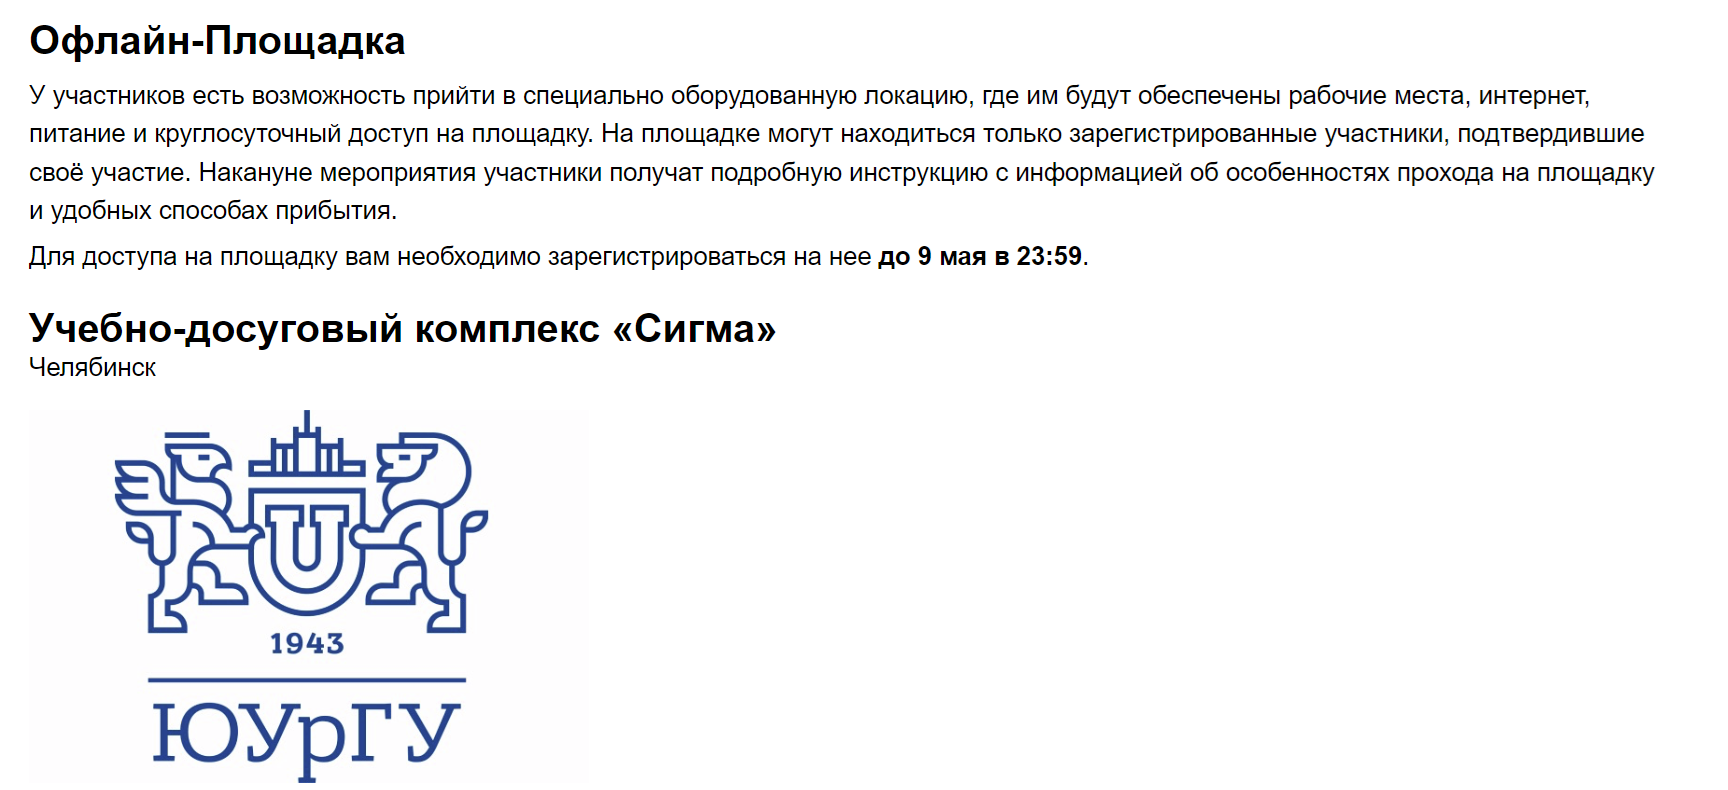 Офлайн-Площадка
У участников есть возможность прийти в специально оборудованную локацию, где им будут обеспечены рабочие места, интернет,
питание и круглосуточный доступ на площадку. На площадке могут находиться только зарегистрированные участники, подтвердившие
своё участие. Накануне мероприятия участники получат подробную инструкцию с информацией об особенностях прохода на площадку
и удобных способах прибытия.
Для доступа на площадку вам необходимо зарегистрироваться на нее до 9 мая в 23:59.
Учебно-досуговый комплекс «Сигма»
Челябинск
1943
ЮУрГУ